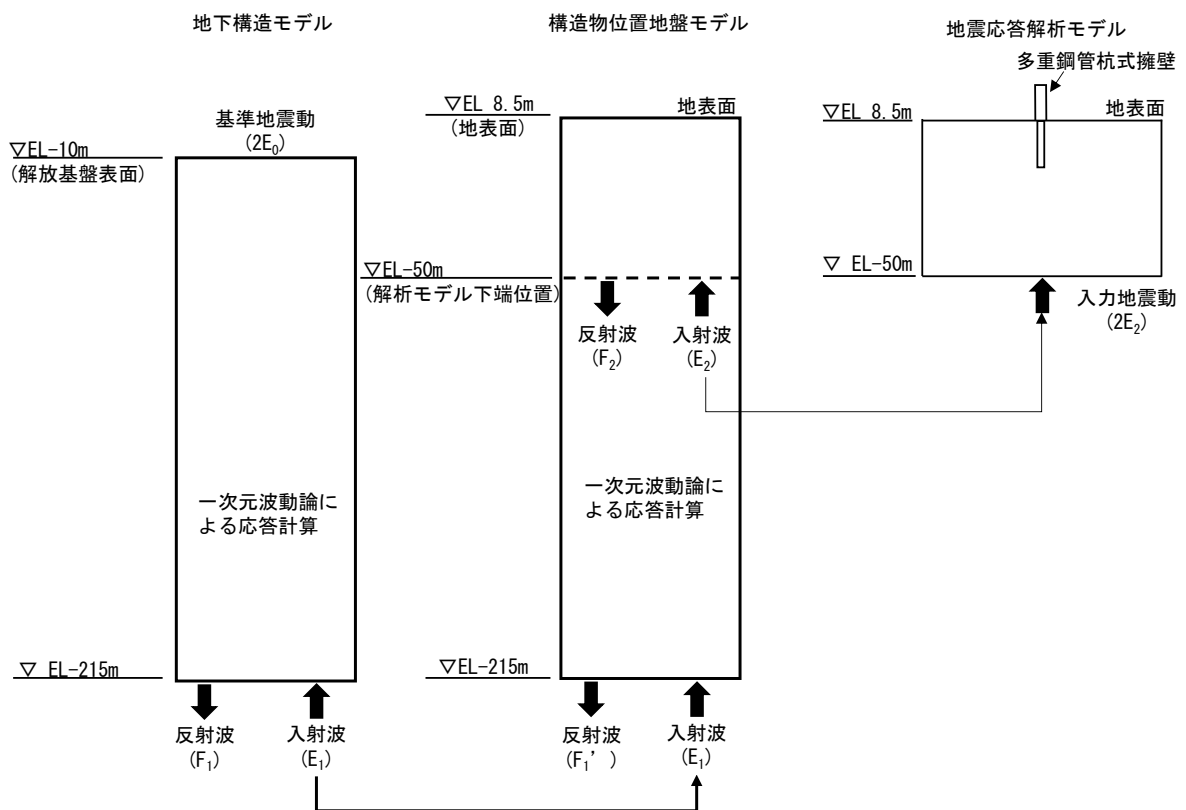 地下構造モデル
基準地震動
(2E₀)
▽EL-10m
(解放基盤表面)
一次元波動論に
よる応答計算
▽ EL-215m
反射波
(F₁)
入射波
(E₁)
構造物位置地盤モデル
▽EL 8.5m
(地表面)
地表面
▽EL-50m
(解析モデル下端位置)
反射波
(F₂)
入射波
(E₂)
一次元波動論に
よる応答計算
▽EL-215m
反射波
(F₁’)
入射波
(E₁)
地震応答解析モデル
多重鋼管杭式擁壁
▽EL 8.5m
地表面
▽ EL-50m
入力地震動
(2E₂)